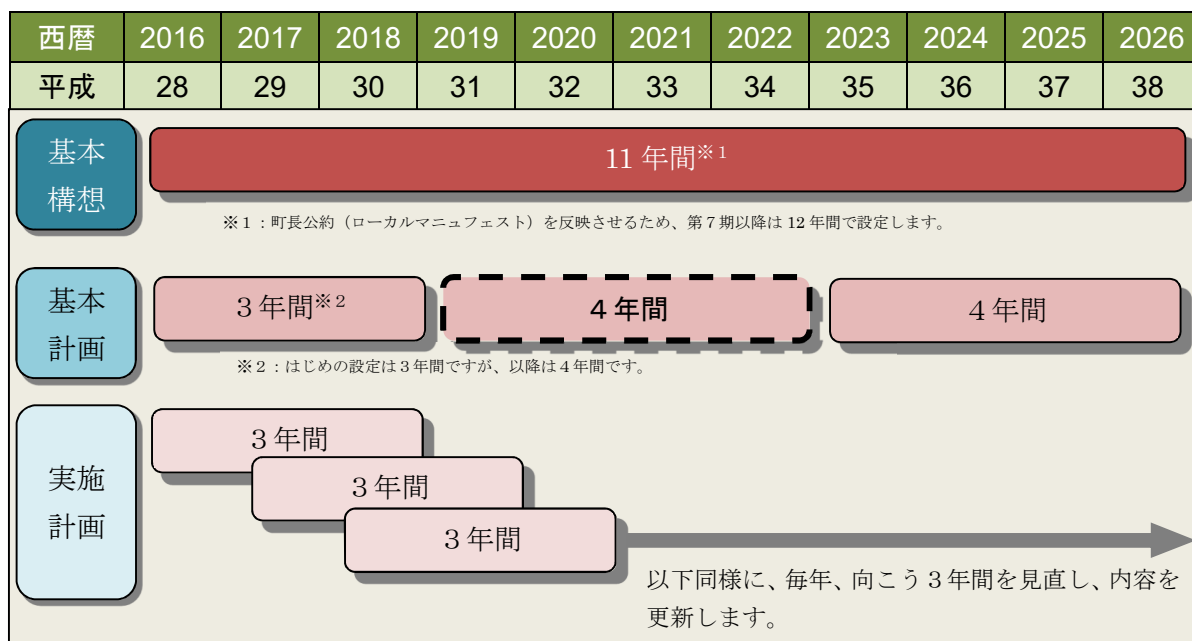 西暦 2016 2017 2018 2019 2020 2021 2022 2023 2024 2025 2026
平成 28 29 30 31 32 33 34 35 36 37 38
基本
構想
11 年間※1
※1：町長公約（ローカルマニュフェスト）を反映させるため、第7期以降は 12 年間で設定します。
基本
計画
３年間※2
４年間
４年間
※２：はじめの設定は３年間ですが、以降は４年間です。
実施
計画
３年間
３年間
３年間
以下同様に、毎年、向こう３年間を見直し、内容を
更新します。